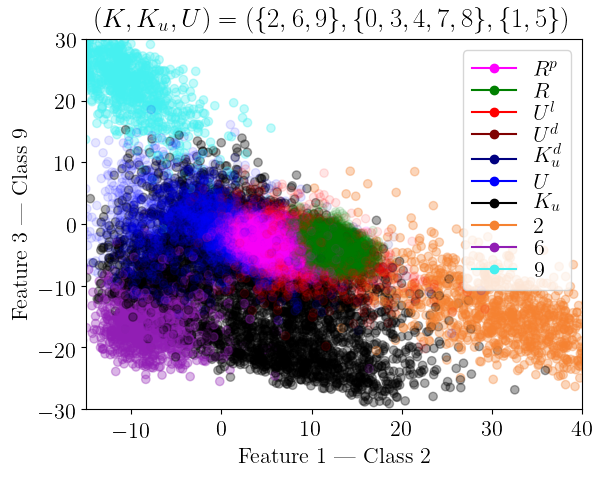 (K, K_u, U) = ({2, 6, 9}, {0, 3, 4, 7, 8}, {1, 5})
30
20
10
0
−10
−20
−30
Feature 3 — Class 9
R^p
R
U^l
U^d
K_u^d
U
K_u
2
6
9
−10
0
10
20
30
40
Feature 1 — Class 2